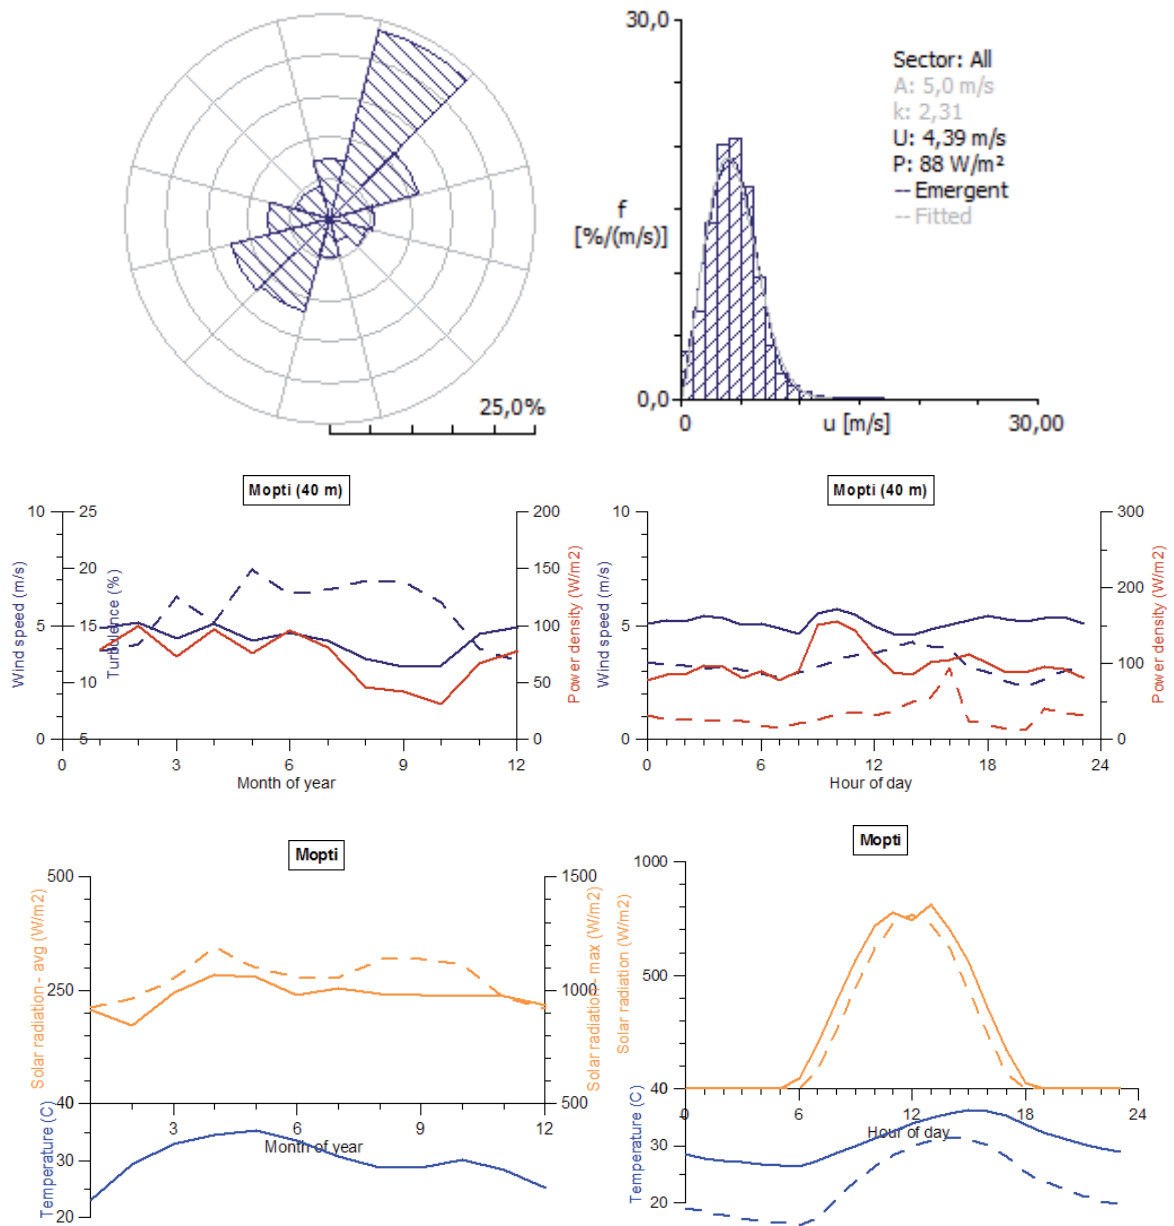 25,0%
30,0
f
[%/(m/s)]
0,0
0
u [m/s]
30,00
Sector: All
A: 5,0 m/s
k: 2,31
U: 4,39 m/s
P: 88 W/m²
-- Emergent
-- Fitted
Mopti (40 m)
10
5
0
Wind speed (m/s)
25
20
15
10
5
Turbulence (%)
200
150
100
50
0
Power density (W/m2)
0
3
6
9
12
Month of year
Mopti (40 m)
10
5
0
Wind speed (m/s)
300
200
100
0
Power density (W/m2)
0
6
12
18
24
Hour of day
Mopti
500
250
Solar radiation - avg (W/m2)
1500
1000
500
Solar radiation - max (W/m2)
40
30
20
Temperature (C)
3
6
9
12
Month of year
Mopti
1000
500
Solar radiation (W/m2)
40
30
20
Temperature (C)
0
6
12
18
24
Hour of day